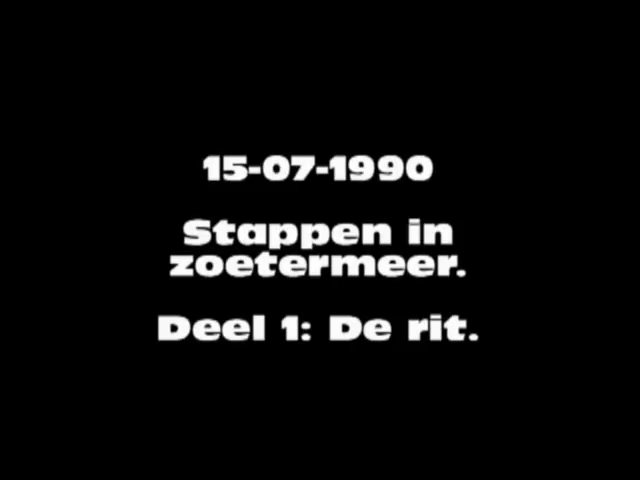 15-07-1990
Stappen in
zoetermeer.
Deel 1: De rit.